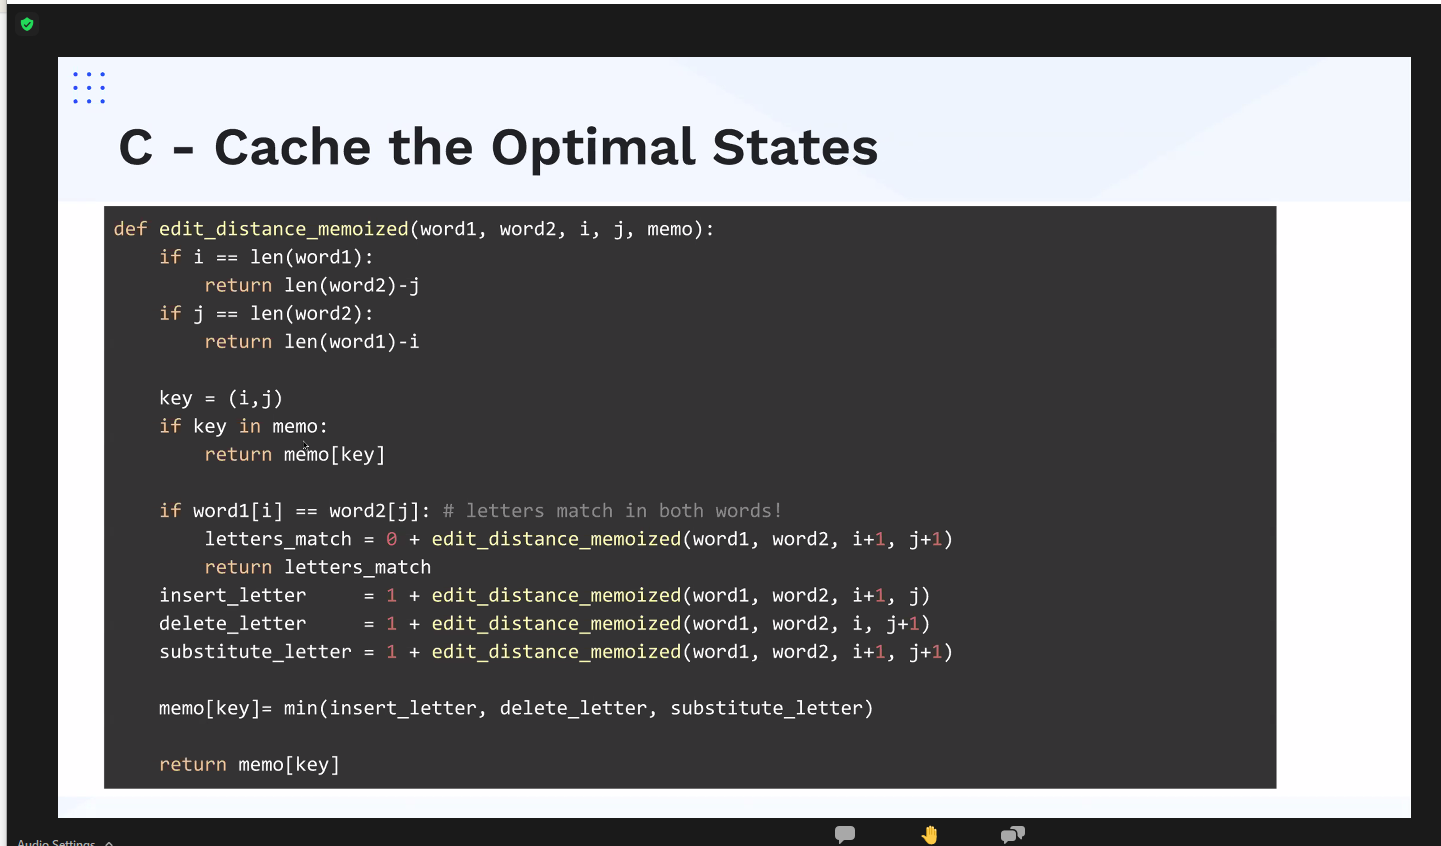 C - Cache the Optimal States
def edit_distance_memoized(word1, word2, i, j, memo):
    if i == len(word1):
        return len(word2)-j
    if j == len(word2):
        return len(word1)-i

    key = (i,j)
    if key in memo:
        return memo[key]

    if word1[i] == word2[j]: # letters match in both words!
        letters_match = 0 + edit_distance_memoized(word1, word2, i+1, j+1)
        return letters_match
    insert_letter     = 1 + edit_distance_memoized(word1, word2, i+1, j)
    delete_letter     = 1 + edit_distance_memoized(word1, word2, i, j+1)
    substitute_letter = 1 + edit_distance_memoized(word1, word2, i+1, j+1)

    memo[key]= min(insert_letter, delete_letter, substitute_letter)

    return memo[key]
Audio Settings